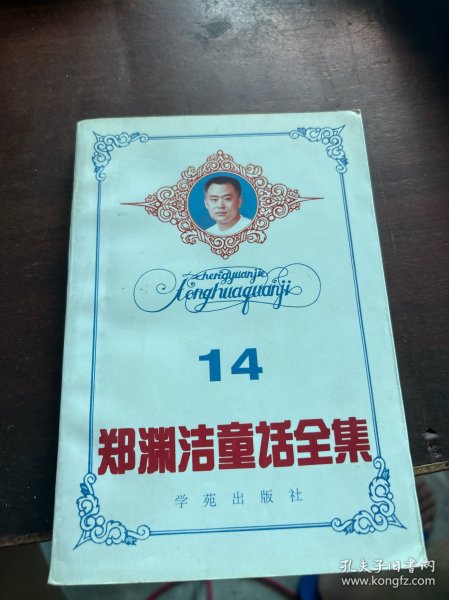 zhengyuanjie
tonghuaquanji
14
郑渊洁童话全集
学苑出版社
孔夫子旧书网
www.kongfz.com